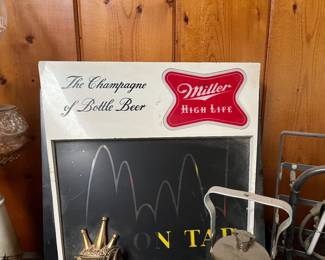 The Champagne
of Bottle Beer
Miller
HIGH LIFE
ON TAP